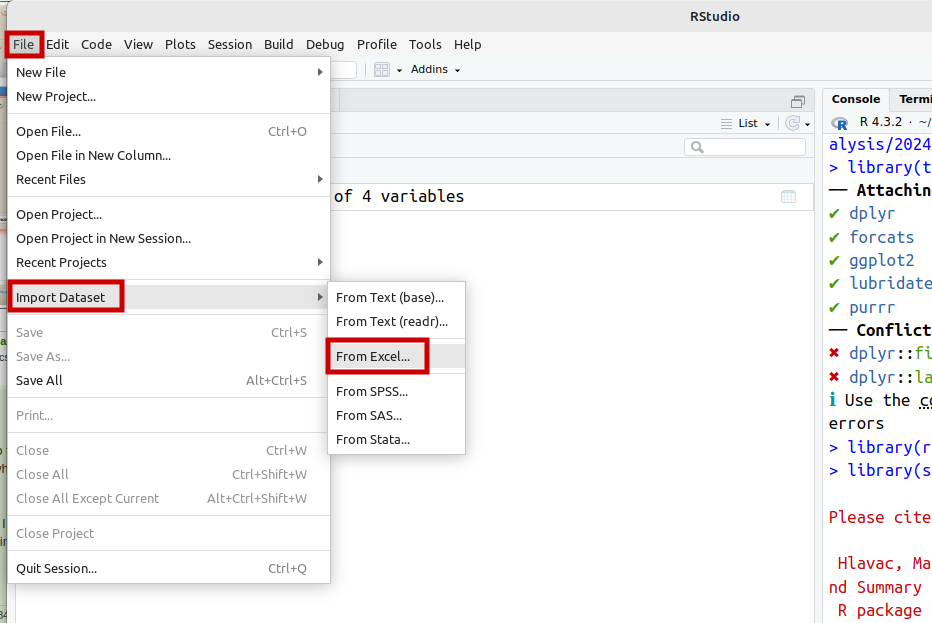 RStudio
File Edit Code View Plots Session Build Debug Profile Tools Help
Addins
New File
New Project...
Open File... Ctrl+O
Open File in New Column...
Recent Files
Open Project...
Open Project in New Session...
Recent Projects
Import Dataset
Save Ctrl+S
Save As...
Save All Alt+Ctrl+S
Print...
Close Ctrl+W
Close All Ctrl+Shift+W
Close All Except Current Alt+Ctrl+Shift+W
Close Project
Quit Session... Ctrl+Q
From Text (base)...
From Text (readr)...
From Excel...
From SPSS...
From SAS...
From Stata...
List
of 4 variables
Console Termi
R 4.3.2 · ~/
alysis/2024
> library(t
── Attachin
✔ dplyr
✔ forcats
✔ ggplot2
✔ lubridate
✔ purrr
── Conflict
✖ dplyr::fi
✖ dplyr::la
ℹ Use the co
errors
> library(r
> library(s
Please cite
Hlavac, Ma
nd Summary
R package